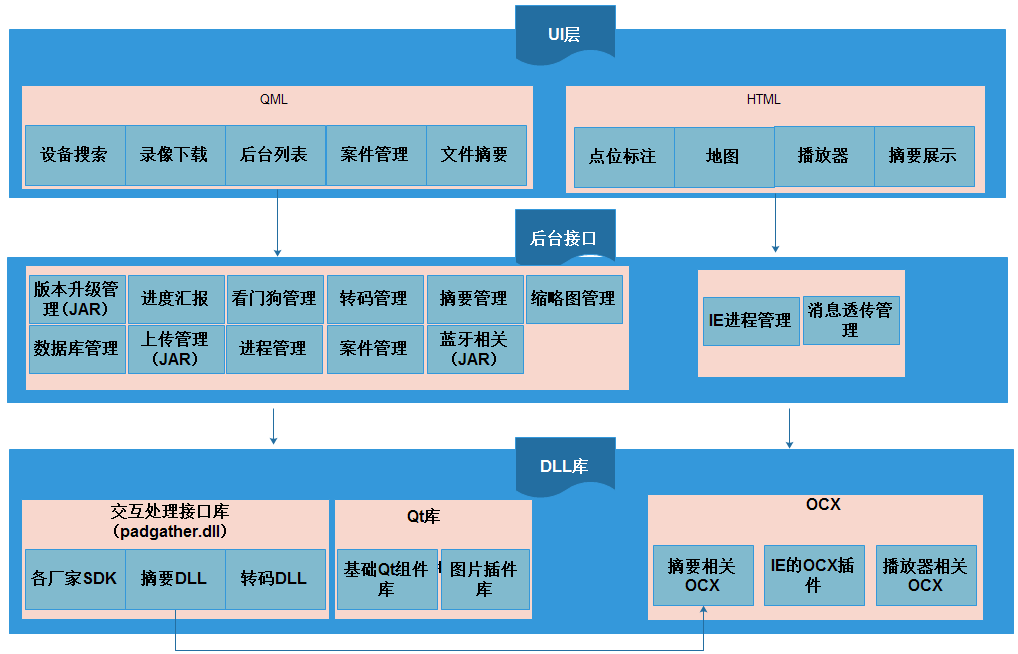 UI层
QML
HTML
设备搜索
录像下载
后台列表
案件管理
文件摘要
点位标注
地图
播放器
摘要展示
后台接口
版本升级管
理（JAR）
进度汇报
看门狗管理
转码管理
摘要管理
缩略图管理
数据库管理
上传管理
（JAR）
进程管理
案件管理
蓝牙相关
（JAR）
IE进程管理
消息透传管
理
DLL库
交互处理接口库
（padgather.dll）
各厂家SDK
摘要DLL
转码DLL
Qt库
基础Qt组件
库
图片插件
库
OCX
摘要相关
OCX
IE的OCX插
件
播放器相关
OCX